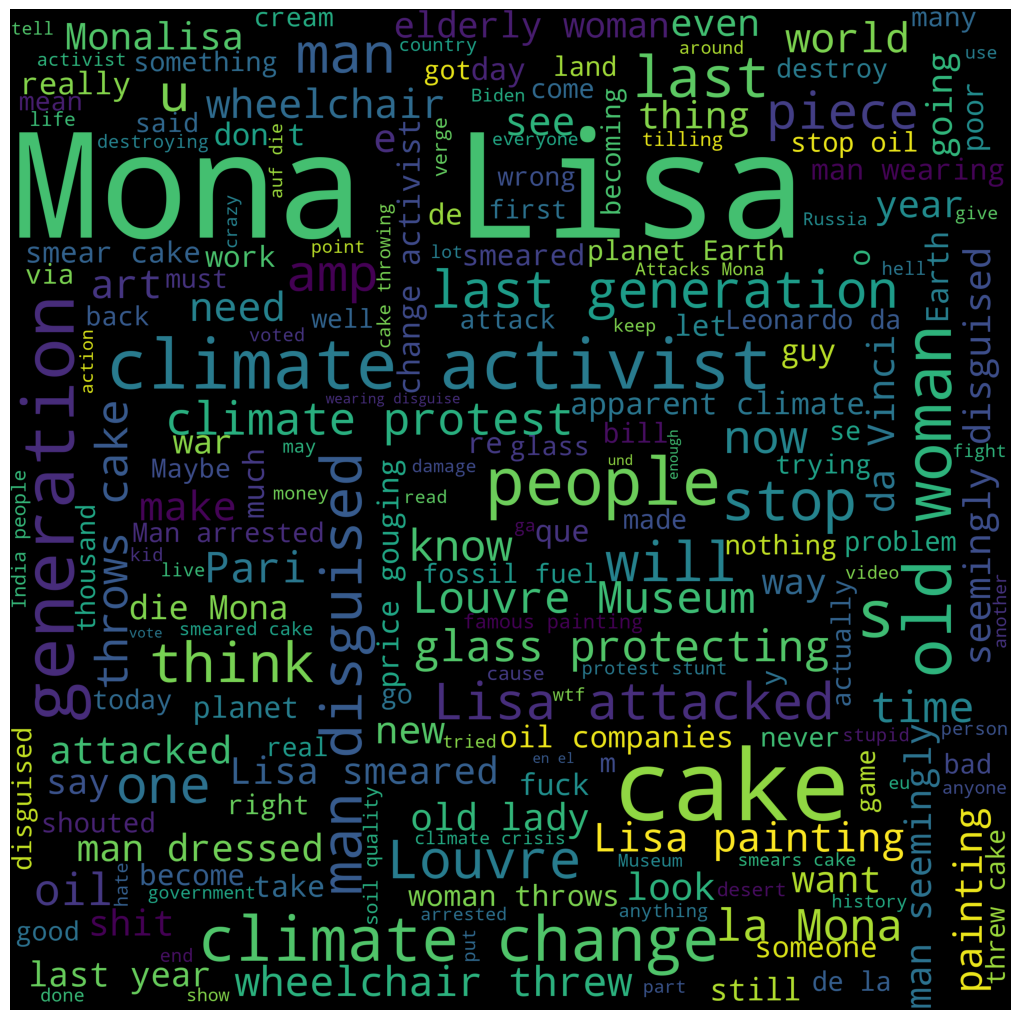 tell
Monalisa
cream
man
elderly woman
even
many
world
activist
something
country
last
around
use
really
u
wheelchair
got
day
land
destroy
going
poor
mean
Biden
come
thing
piece
life
said
don t
e
see
everyone
tilling
stop oil
destroying
auf die
verge
wrong
becoming
man wearing
Mona Lisa
crazy
de
first
Russia
year
give
smear cake
work
point
change activist
cake throwing
lot
smeared
planet Earth
Attacks Mona
o
hell
Earth
via
art
must
amp
last generation
back
need
well
attack
keep
let
Leonardo da
action
voted
climate activist
guy
da Vinci
old woman
seemingly disguised
generation
wearing disguise
climate protest
apparent climate
war
may
re
glass
bill
now
se
fight
throws cake
Maybe
much
man disguised
damage
people
und
enough
trying
India people
thousand
make
money
read
stop
Man arrested
price gouging
ga
que
made
nothing
problem
another
kid
live
Pari
know
fossil fuel
will
way
video
die Mona
Louvre Museum
s
vote
smeared cake
famous painting
actually
think
glass protecting
cause
protest stunt
y
today
planet
go
Lisa attacked
wtf
time
disguised
attacked
real
new
tried
oil companies
never
stupid
person
say
one
Lisa smeared
en el
m
cake
game
eu
bad
anyone
shouted
right
soil quality
fuck
man seemingly
painting
threw cake
man dressed
old lady
climate crisis
Lisa painting
oil
hate
become
take
Louvre
Museum
smears cake
government
woman throws
look
desert
want
history
good
shit
arrested
anything
la Mona
end
climate change
put
someone
last year
wheelchair threw
done
show
part
still
de la